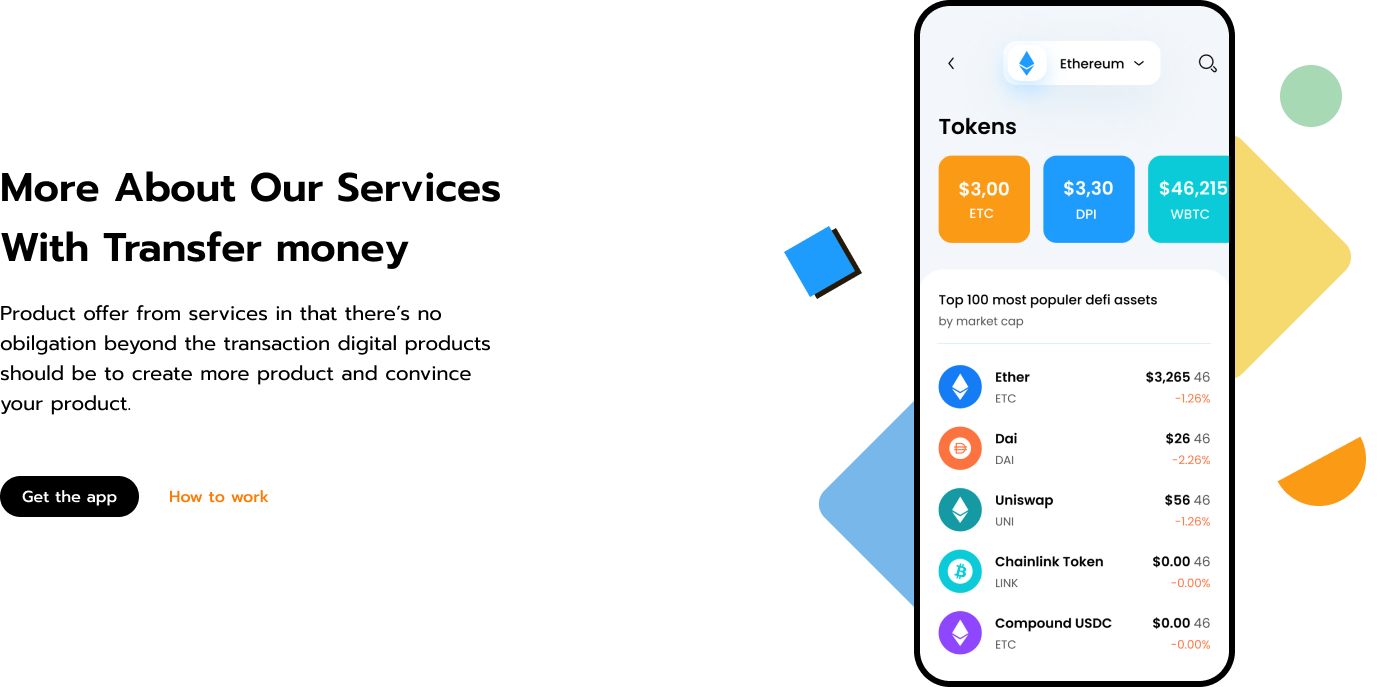 More About Our Services
With Transfer money
Product offer from services in that there’s no
obilgation beyond the transaction digital products
should be to create more product and convince
your product.
Get the app
How to work
Ethereum
Tokens
$3,00
ETC
$3,30
DPI
$46,215
WBTC
Top 100 most populer defi assets
by market cap
Ether
$3,265 46
ETC
-1.26%
Dai
$26 46
DAI
-2.26%
Uniswap
$56 46
UNI
-1.26%
Chainlink Token
$0.00 46
LINK
-0.00%
Compound USDC
$0.00 46
ETC
-0.00%